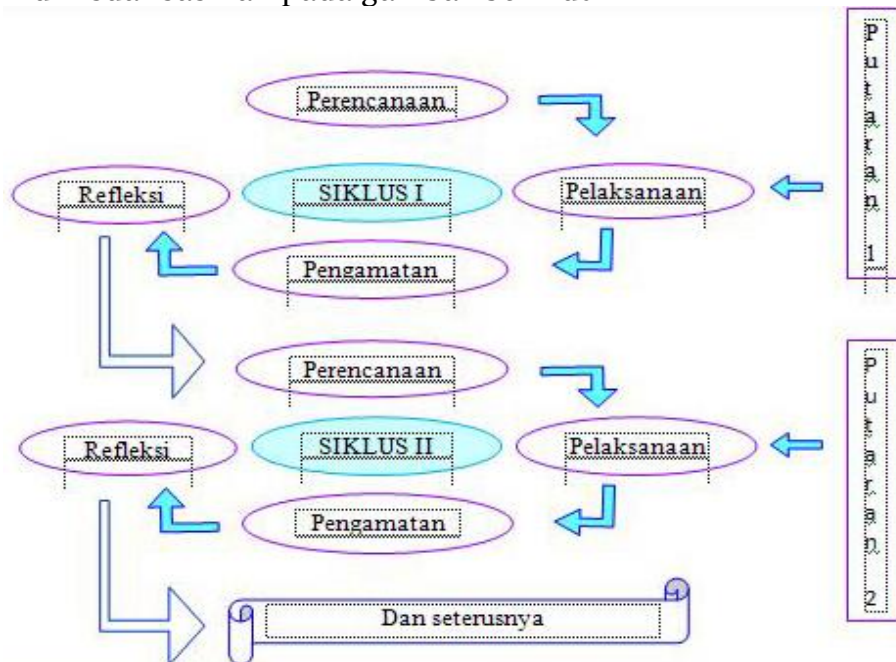 Perencanaan
Refleksi
SIKLUS I
Pelaksanaan
Pengamatan
Putaran 1
Perencanaan
Refleksi
SIKLUS II
Pelaksanaan
Pengamatan
Putaran 2
Dan seterusnya